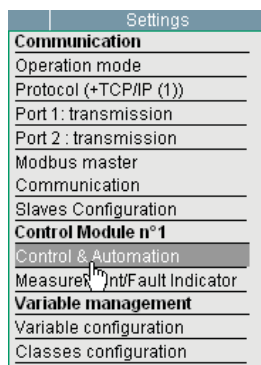 Settings
Communication
Operation mode
Protocol (+TCP/IP (1))
Port 1: transmission
Port 2 : transmission
Modbus master
Communication
Slaves Configuration
Control Module n°1
Control & Automation
Measurement/Fault Indicator
Variable management
Variable configuration
Classes configuration